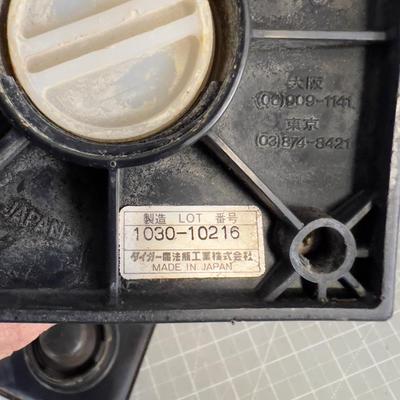 大阪
(06)909-1141
東京
(03)874-8421
JAPAN
製造 LOT 番号
1030-10216
タイガー魔法瓶工業株式会社
MADE IN JAPAN